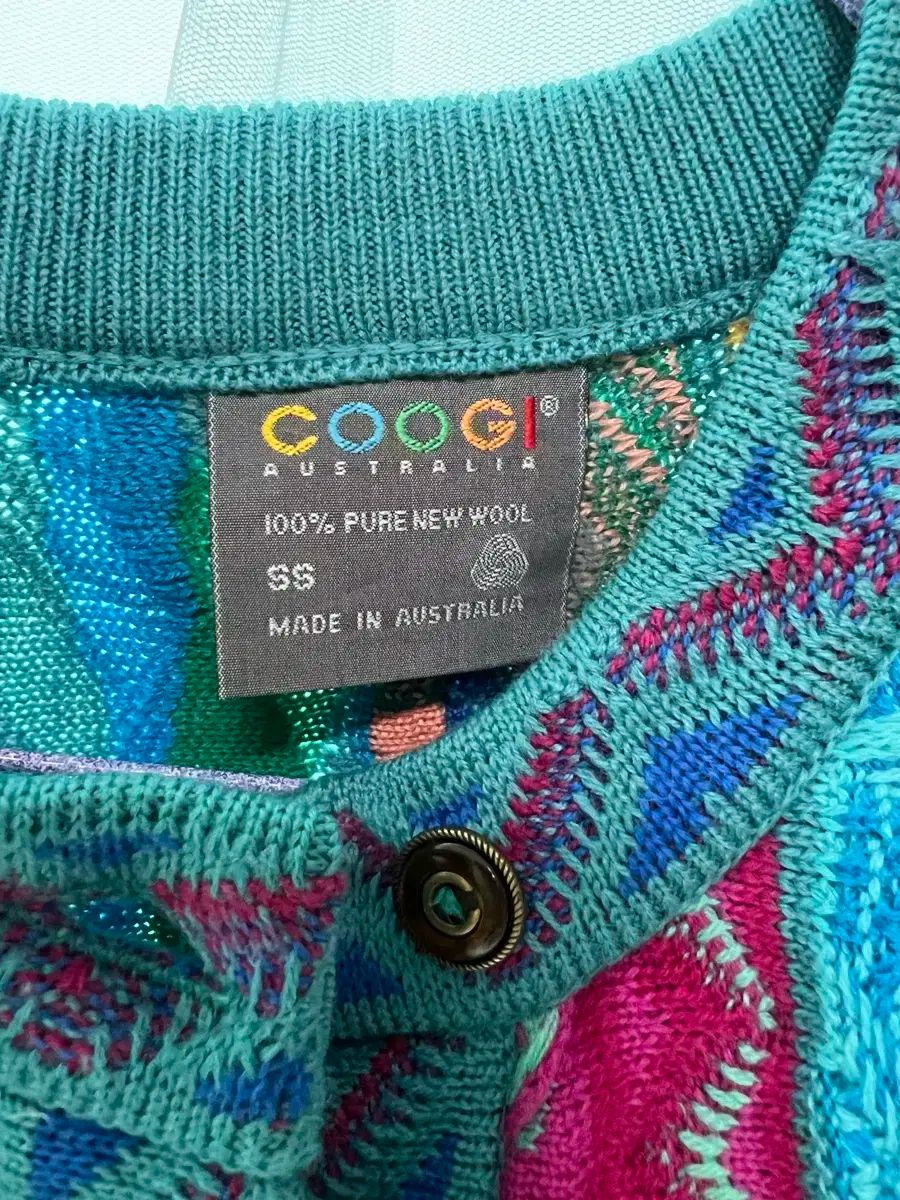 COOGI®
AUSTRALIA
100% PURE NEW WOOL
SS
MADE IN AUSTRALIA